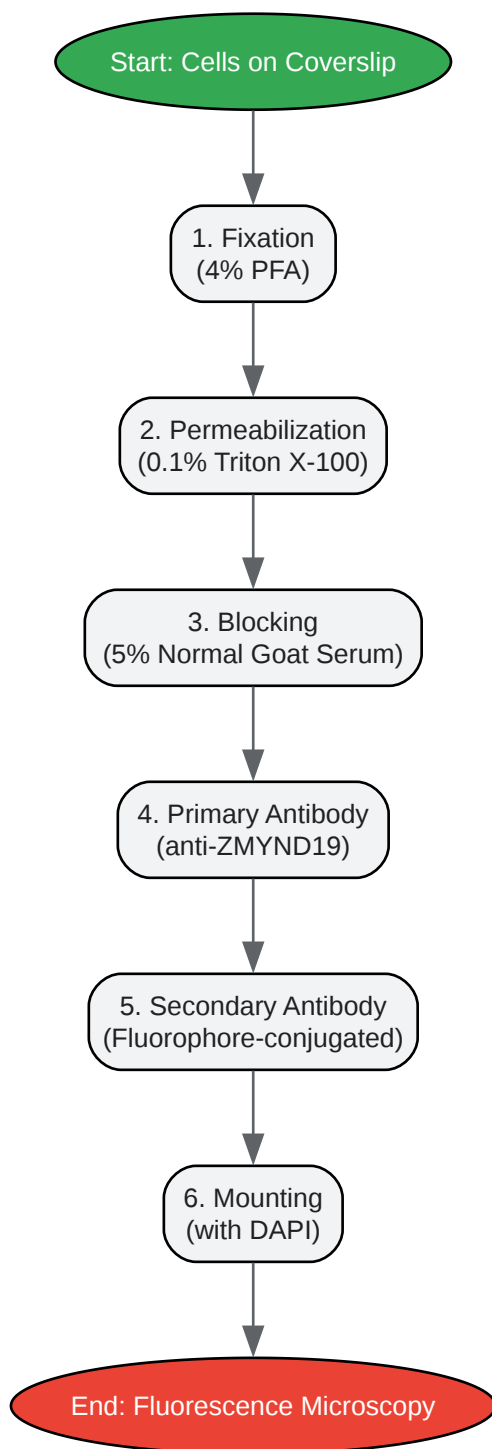 Start: Cells on Coverslip
1. Fixation
(4% PFA)
2. Permeabilization
(0.1% Triton X-100)
3. Blocking
(5% Normal Goat Serum)
4. Primary Antibody
(anti-ZMYND19)
5. Secondary Antibody
(Fluorophore-conjugated)
6. Mounting
(with DAPI)
End: Fluorescence Microscopy